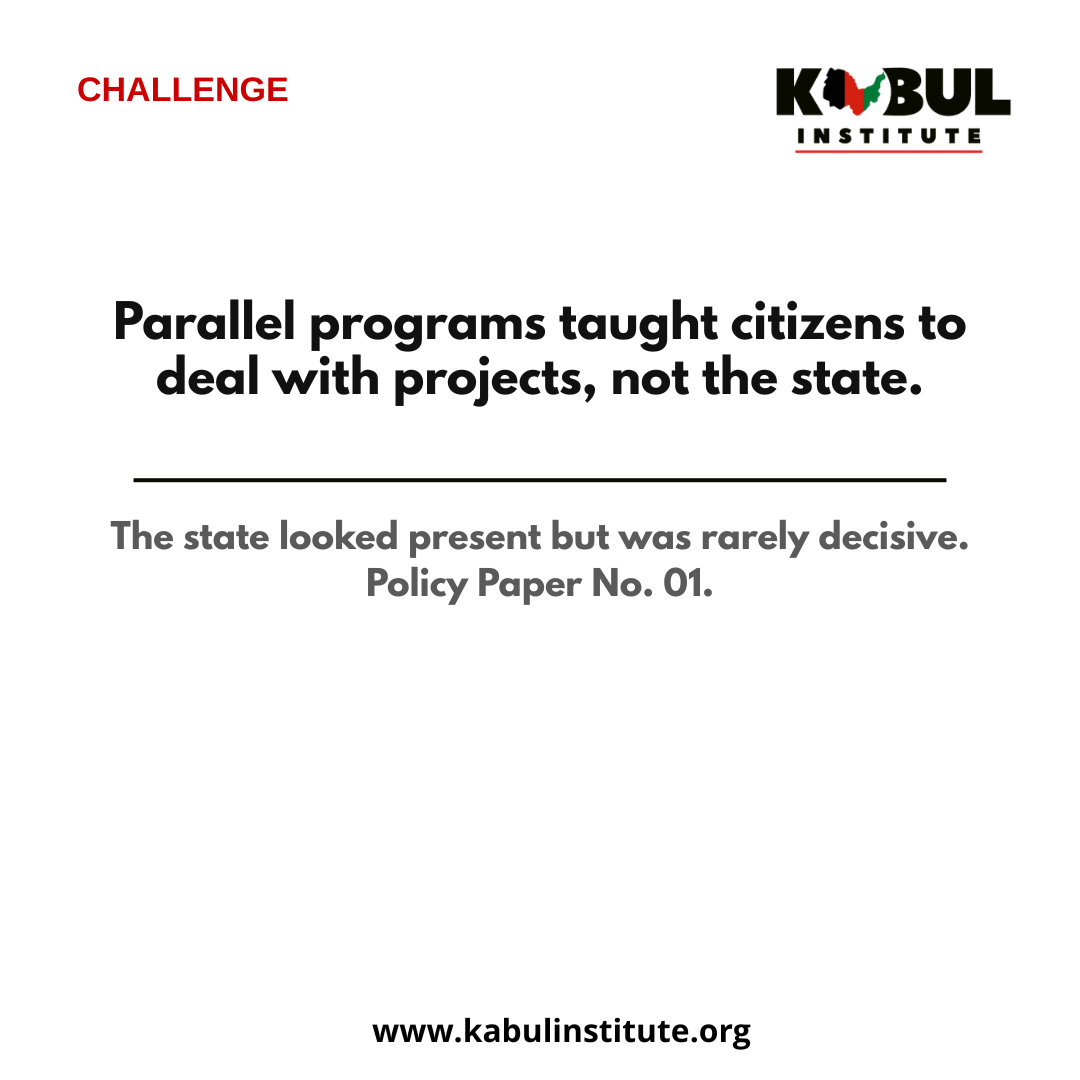 CHALLENGE
KABUL
INSTITUTE
Parallel programs taught citizens to
deal with projects, not the state.
The state looked present but was rarely decisive.
Policy Paper No. 01.
www.kabulinstitute.org